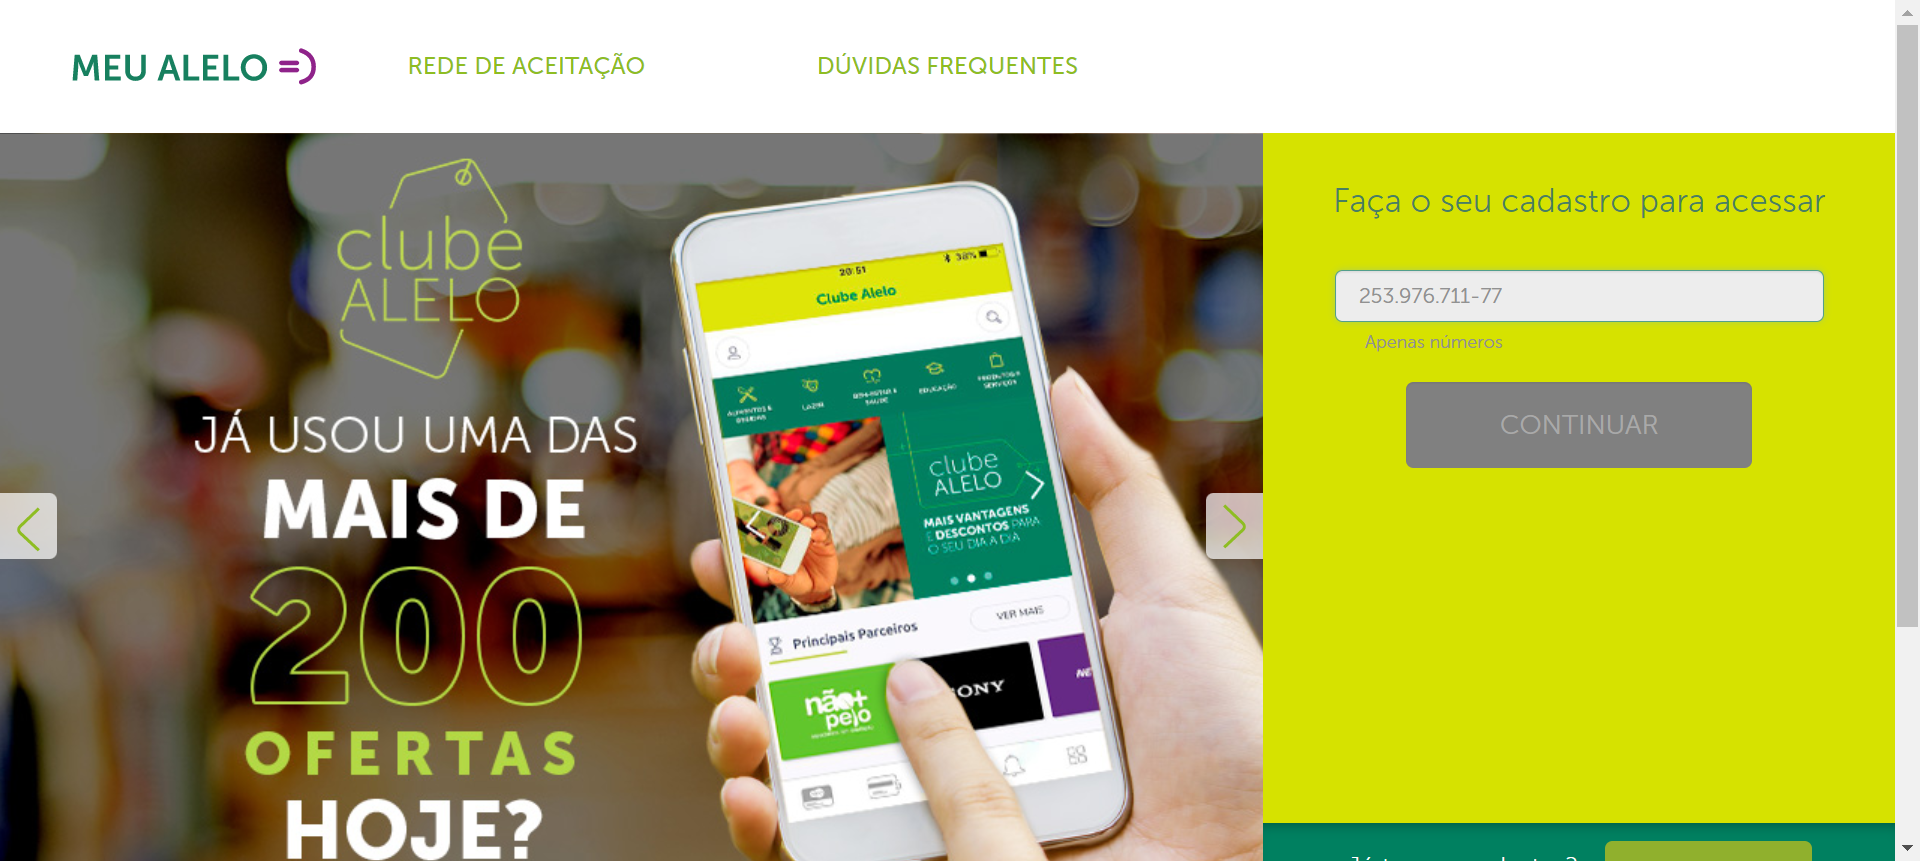 MEU ALELO =)
REDE DE ACEITAÇÃO
DÚVIDAS FREQUENTES
clube
ALELO
JÁ USOU UMA DAS
MAIS DE
200
OFERTAS
HOJE?
20:51
38%
Clube Alelo
ALIMENTOS E
BEBIDAS
LAZER
BEM-ESTAR E
SAÚDE
EDUCAÇÃO
PRODUTOS E
SERVIÇOS
clube
ALELO
MAIS VANTAGENS
E DESCONTOS PARA
O SEU DIA A DIA
VER MAIS
Principais Parceiros
não+
pelo
ONY
Faça o seu cadastro para acessar
253.976.711-77
Apenas números
CONTINUAR